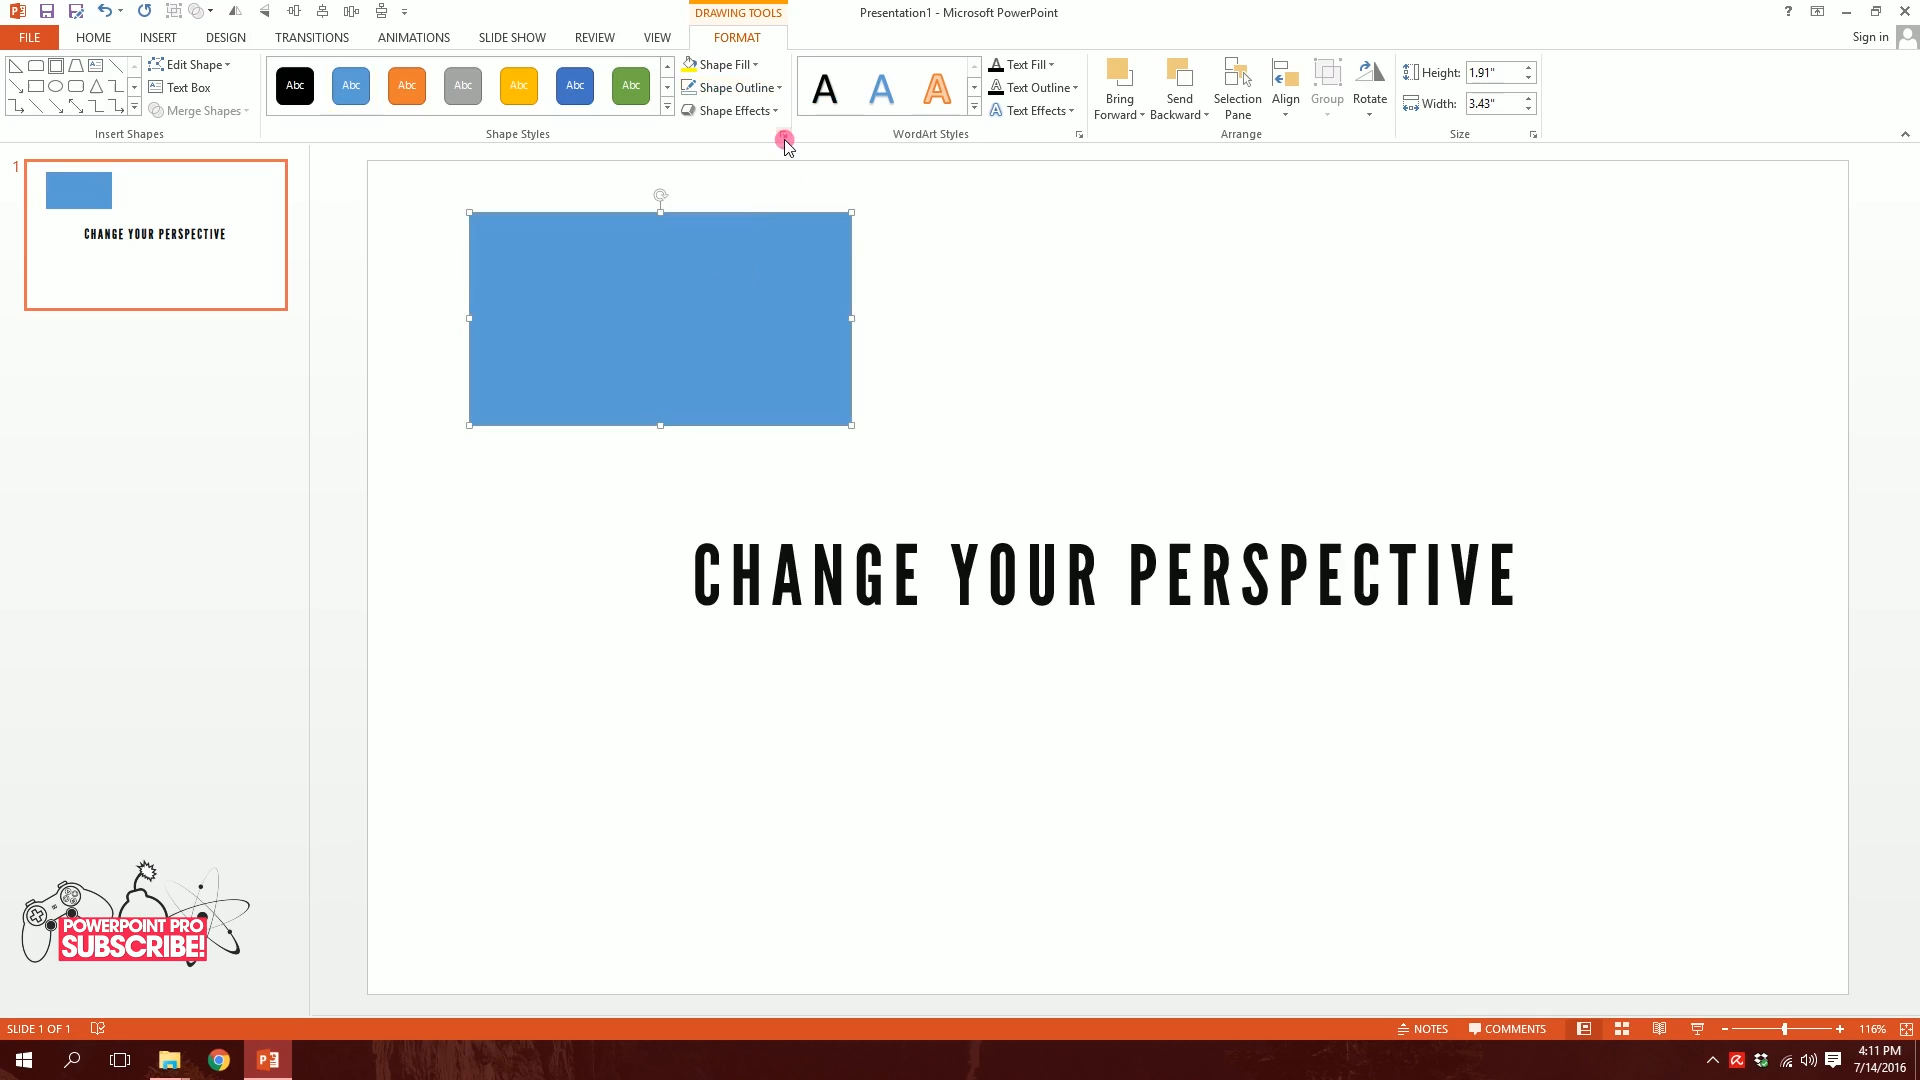 DRAWING TOOLS
Presentation1 - Microsoft PowerPoint
?
FILE
HOME
INSERT
DESIGN
TRANSITIONS
ANIMATIONS
SLIDE SHOW
REVIEW
VIEW
FORMAT
Sign in
Edit Shape
Text Box
Merge Shapes
Insert Shapes
Abc
Abc
Abc
Abc
Abc
Abc
Abc
Shape Fill
Shape Outline
Shape Effects
Shape Styles
A
A
A
Text Fill
Text Outline
Text Effects
WordArt Styles
Bring
Forward
Send
Backward
Selection
Pane
Align
Group
Rotate
Arrange
Height: 1.91"
Width: 3.43"
Size
1
CHANGE YOUR PERSPECTIVE
CHANGE YOUR PERSPECTIVE
POWERPOINT PRO
SUBSCRIBE!
SLIDE 1 OF 1
NOTES
COMMENTS
116%
4:11 PM
7/14/2016